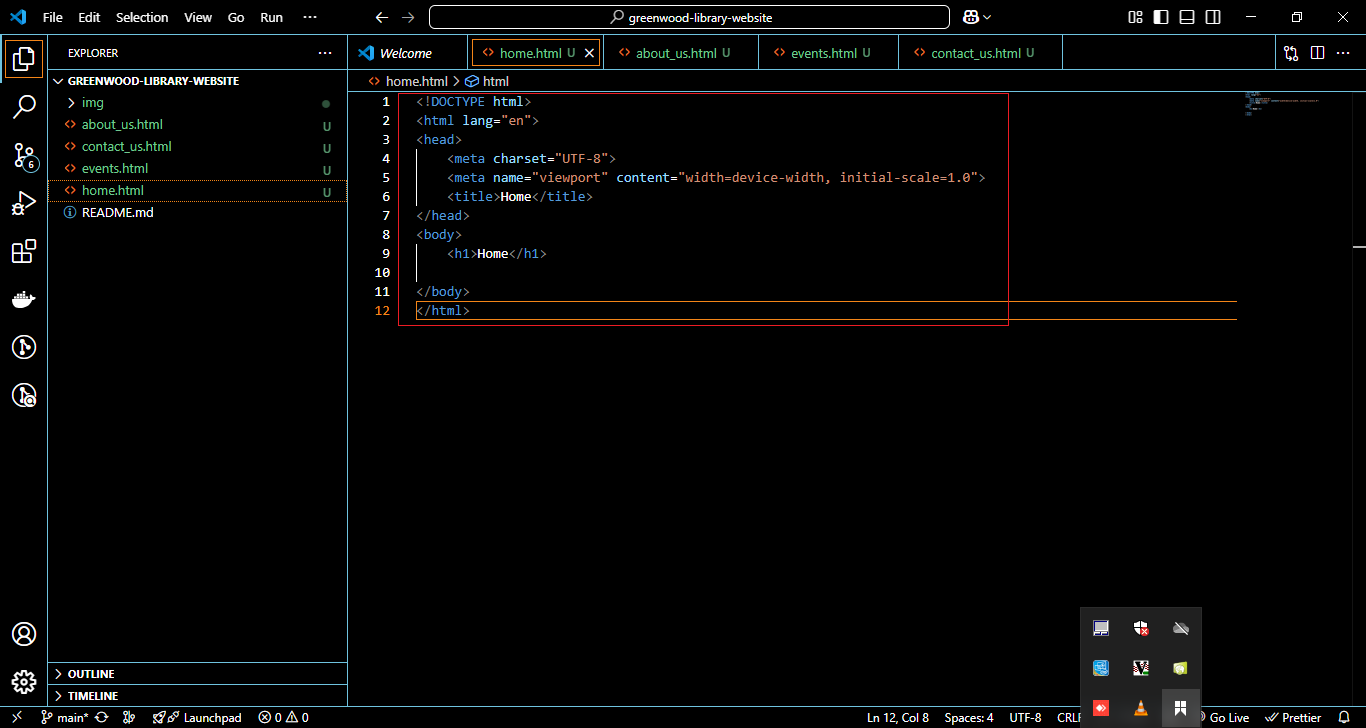 File Edit Selection View Go Run ···
greenwood-library-website
EXPLORER ···
GREENWOOD-LIBRARY-WEBSITE
img
about_us.html U
contact_us.html U
events.html U
home.html U
README.md
OUTLINE
TIMELINE
Welcome
home.html U
about_us.html U
events.html U
contact_us.html U
home.html > html
1 <!DOCTYPE html>
2 <html lang="en">
3 <head>
4 <meta charset="UTF-8">
5 <meta name="viewport" content="width=device-width, initial-scale=1.0">
6 <title>Home</title>
7 </head>
8 <body>
9 <h1>Home</h1>
10
11 </body>
12 </html>
6
main* Launchpad 0 0 Ln 12, Col 8 Spaces: 4 UTF-8 CRLF Go Live Prettier